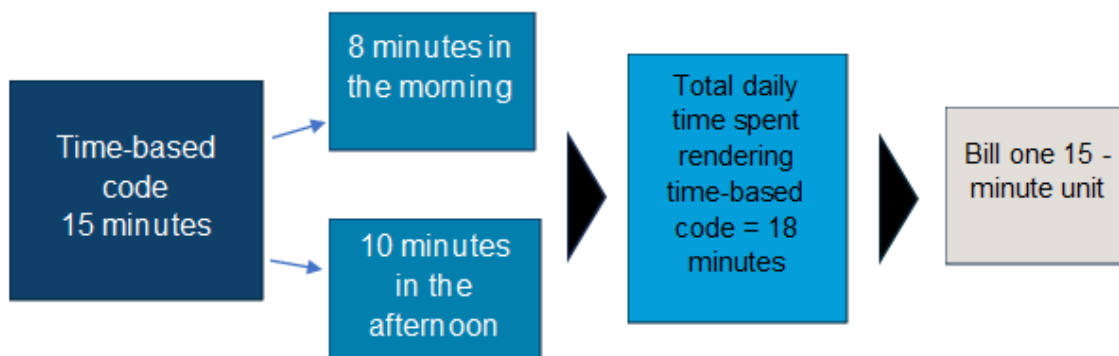 Time-based
code
15 minutes
8 minutes in
the morning
10 minutes
in the
afternoon
Total daily
time spent
rendering
time-based
code = 18
minutes
Bill one 15 -
minute unit